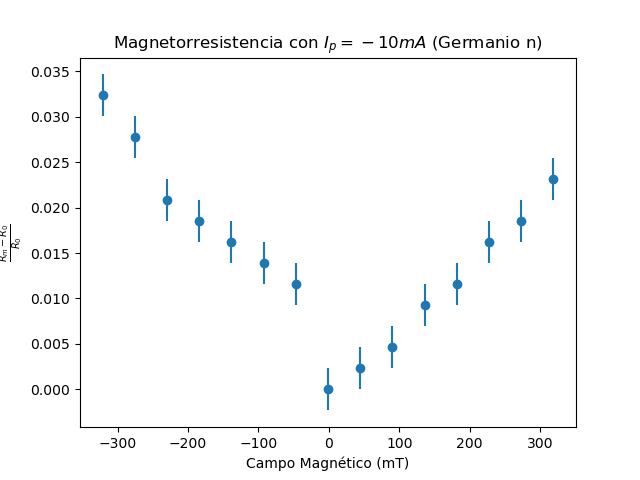 Magnetorresistencia con $I_p = -10mA$ (Germanio n)
0.035
0.030
0.025
0.020
0.015
0.010
0.005
0.000
$\frac{R_m - R_0}{R_0}$
−300 −200 −100 0 100 200 300
Campo Magnético (mT)